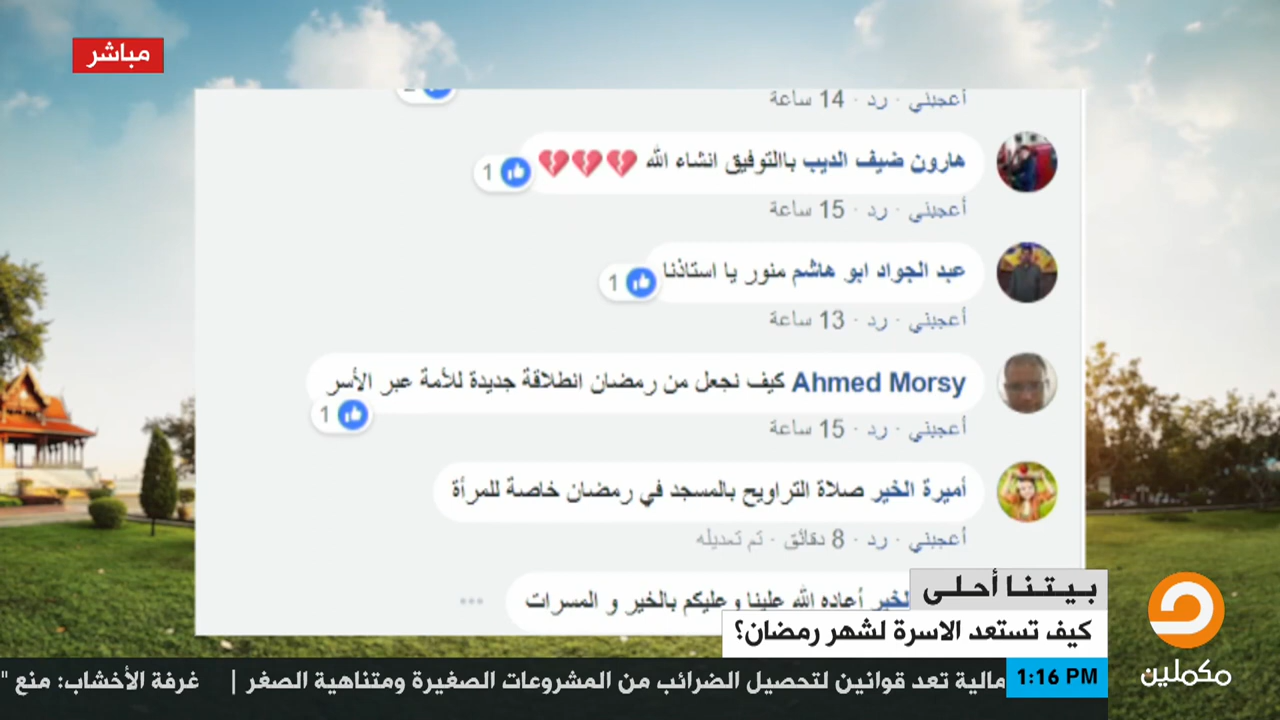 مباشر
أعجبني · رد · 14 ساعة
هارون ضيف الديب باالتوفيق انشاء الله 💔💔💔
1
أعجبني · رد · 15 ساعة
عبد الجواد ابو هاشم منور يا استاذنا
1
أعجبني · رد · 13 ساعة
Ahmed Morsy كيف نجعل من رمضان انطلاقة جديدة للأمة عبر الأسر
1
أعجبني · رد · 15 ساعة
أميرة الخير صلاة التراويح بالمسجد في رمضان خاصة للمرأة
أعجبني · رد · 8 دقائق · تم تعديله
الخير أعاده الله علينا و عليكم بالخير و المسرات
بيتنا أحلى
كيف تستعد الاسرة لشهر رمضان؟
1:16 PM
مالية تعد قوانين لتحصيل الضرائب من المشروعات الصغيرة ومتناهية الصغر | غرفة الأخشاب: منع "
مكملين